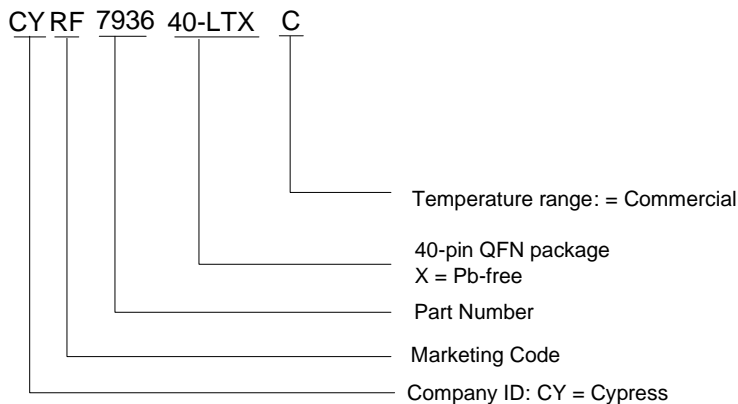 CY RF 7936 40-LTX C
Temperature range: = Commercial
40-pin QFN package
X = Pb-free
Part Number
Marketing Code
Company ID: CY = Cypress